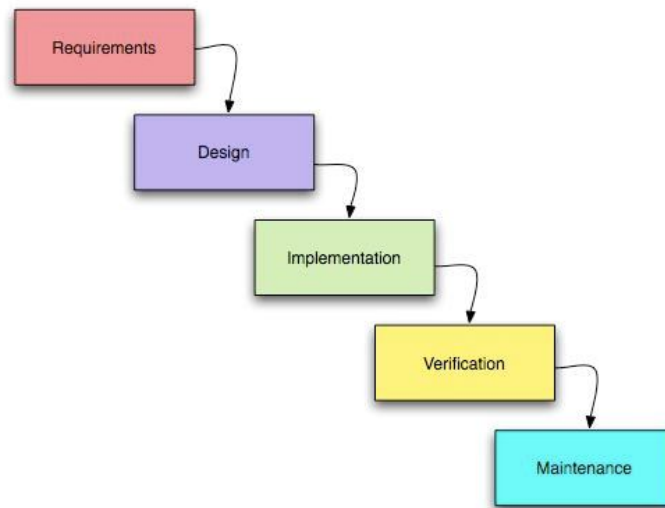 Requirements
Design
Implementation
Verification
Maintenance